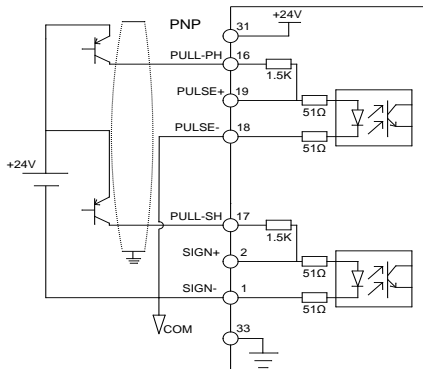 PNP
+24V
31
PULL-PH
16
1.5K
PULSE+
19
51Ω
PULSE-
18
51Ω
+24V
PULL-SH
17
1.5K
SIGN+
2
51Ω
SIGN-
1
51Ω
COM
33